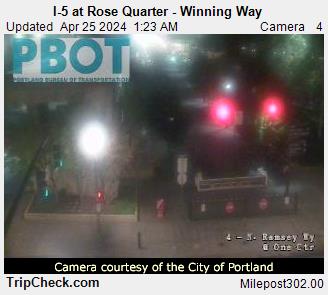 I-5 at Rose Quarter - Winning Way
Updated Apr 25 2024 1:23 AM Camera 4
PBOT
PORTLAND BUREAU OF TRANSPORTATION
4 - N. Ramsey Wy
@ One Ctr
Camera courtesy of the City of Portland
TripCheck.com Milepost302.00